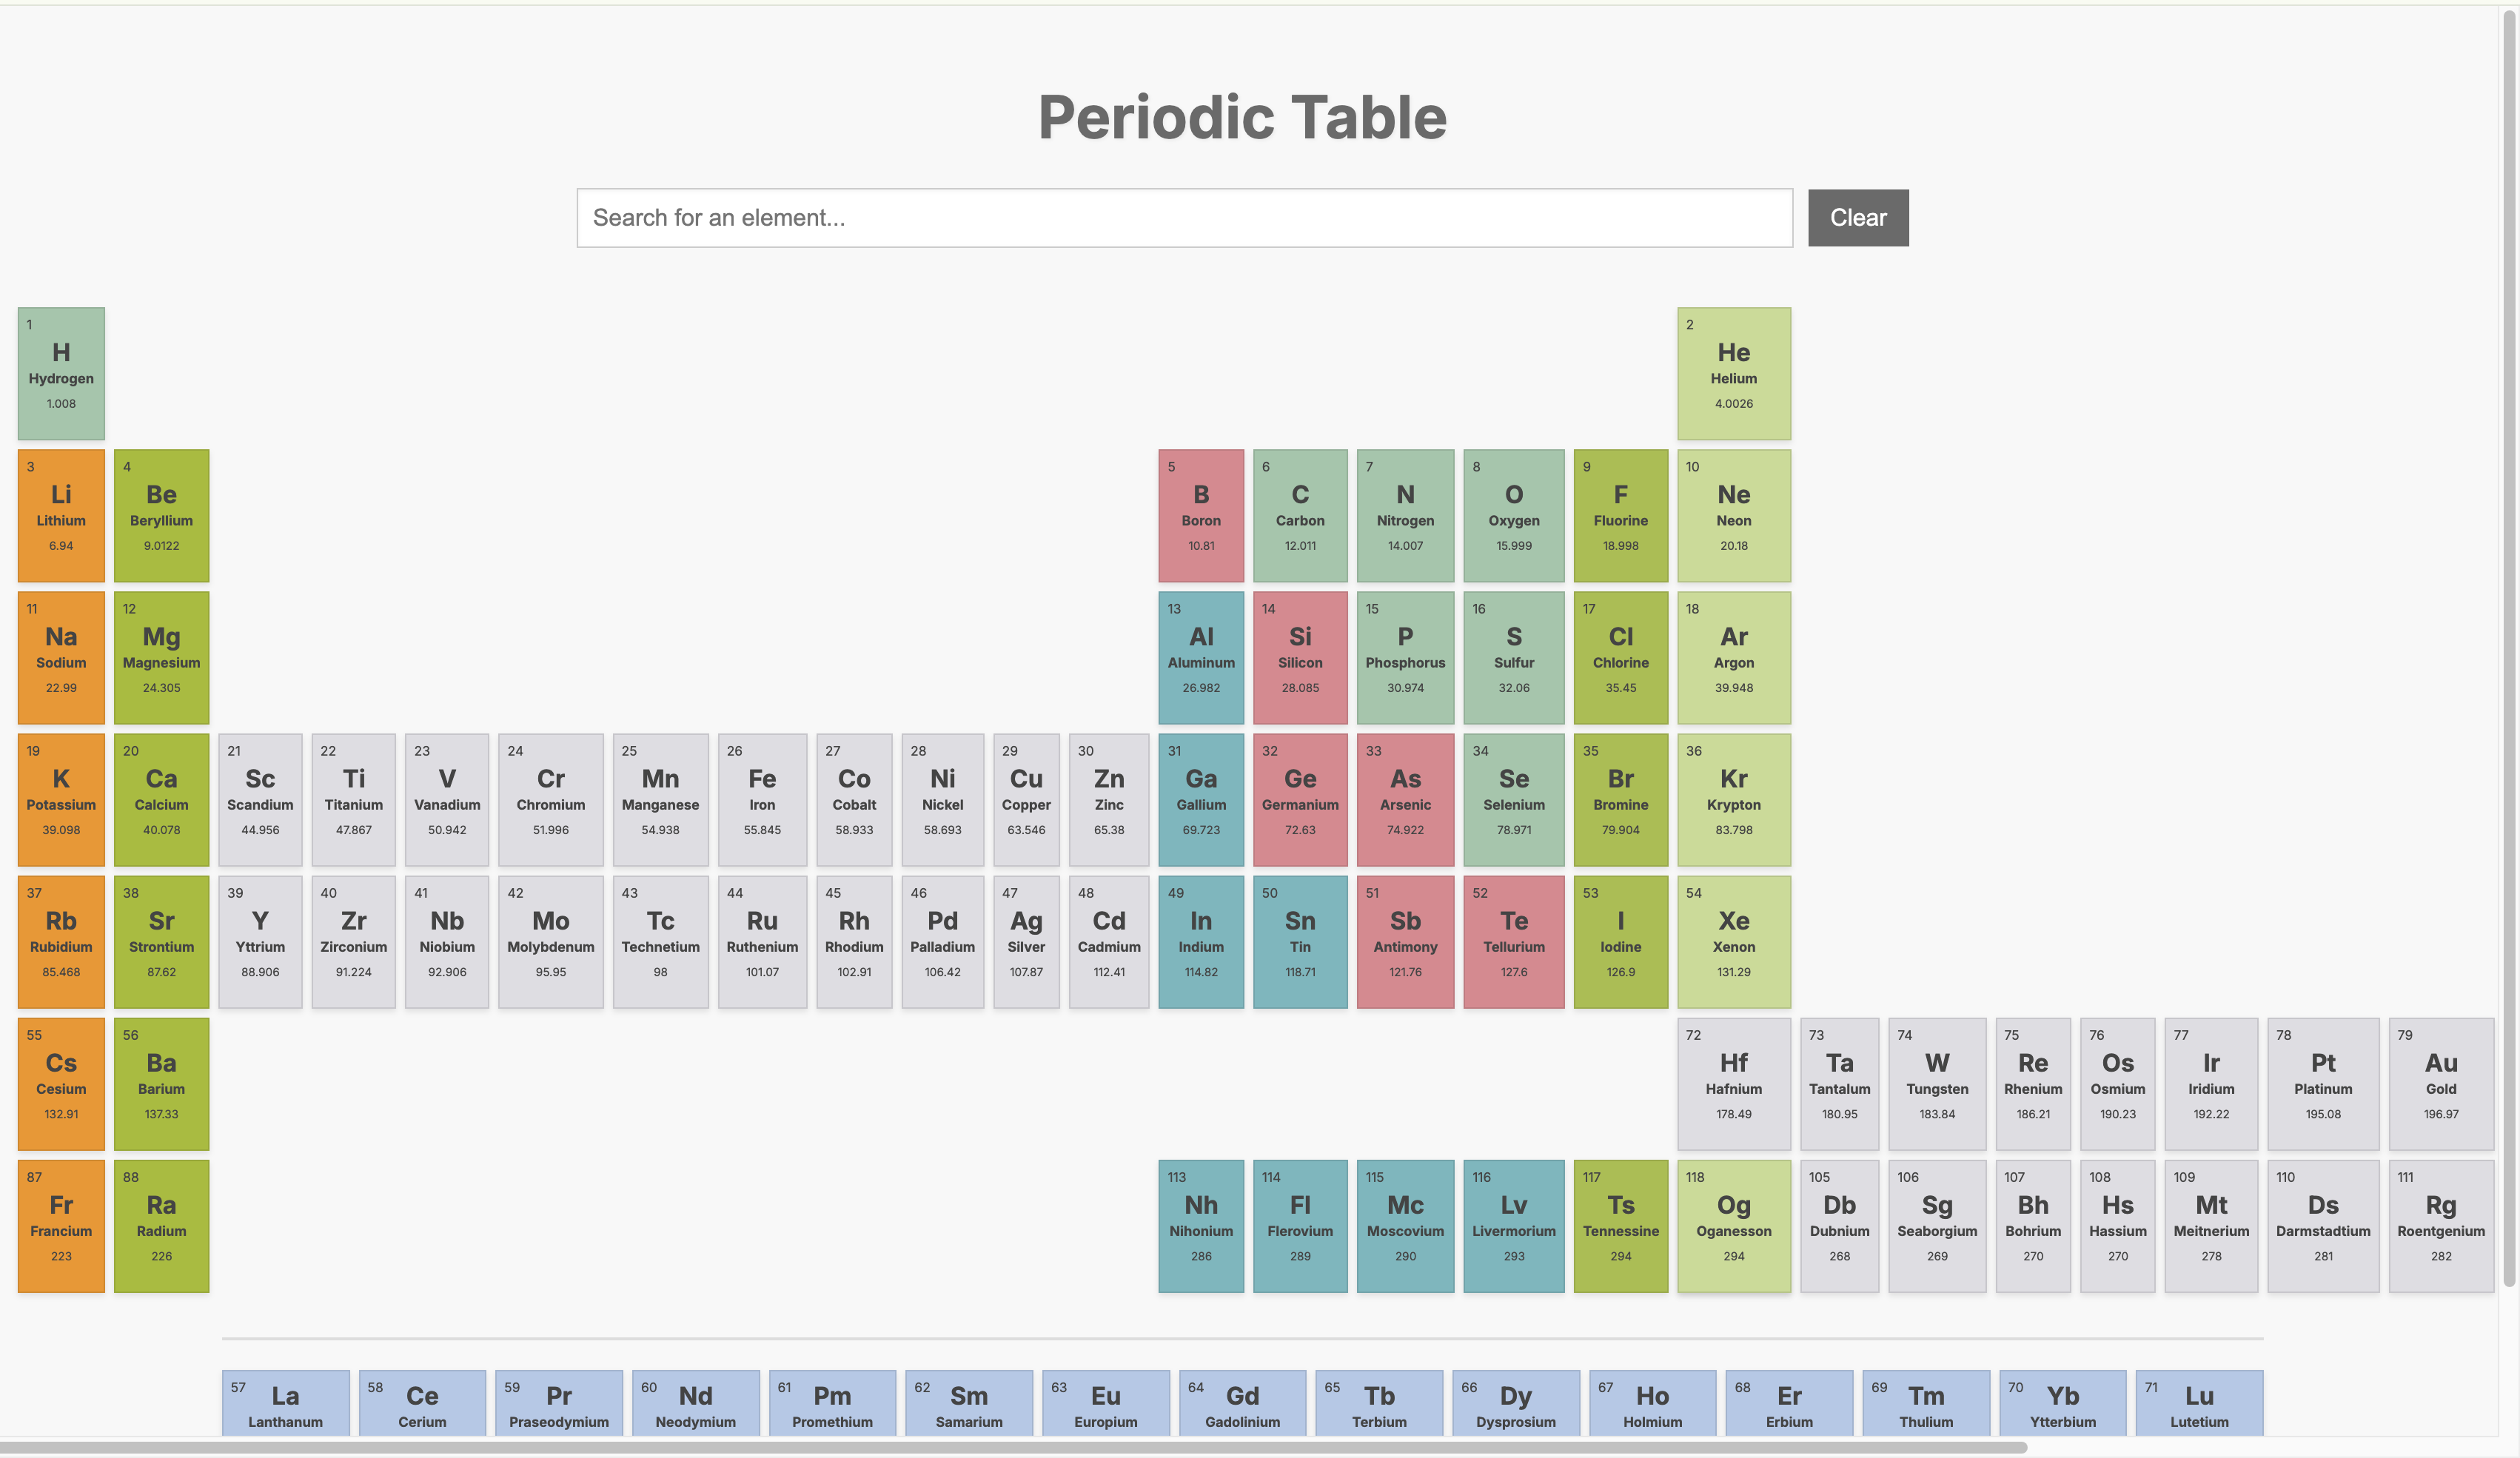 Periodic Table
Search for an element...
Clear
1
H
Hydrogen
1.008
2
He
Helium
4.0026
3
Li
Lithium
6.94
4
Be
Beryllium
9.0122
5
B
Boron
10.81
6
C
Carbon
12.011
7
N
Nitrogen
14.007
8
O
Oxygen
15.999
9
F
Fluorine
18.998
10
Ne
Neon
20.18
11
Na
Sodium
22.99
12
Mg
Magnesium
24.305
13
Al
Aluminum
26.982
14
Si
Silicon
28.085
15
P
Phosphorus
30.974
16
S
Sulfur
32.06
17
Cl
Chlorine
35.45
18
Ar
Argon
39.948
19
K
Potassium
39.098
20
Ca
Calcium
40.078
21
Sc
Scandium
44.956
22
Ti
Titanium
47.867
23
V
Vanadium
50.942
24
Cr
Chromium
51.996
25
Mn
Manganese
54.938
26
Fe
Iron
55.845
27
Co
Cobalt
58.933
28
Ni
Nickel
58.693
29
Cu
Copper
63.546
30
Zn
Zinc
65.38
31
Ga
Gallium
69.723
32
Ge
Germanium
72.63
33
As
Arsenic
74.922
34
Se
Selenium
78.971
35
Br
Bromine
79.904
36
Kr
Krypton
83.798
37
Rb
Rubidium
85.468
38
Sr
Strontium
87.62
39
Y
Yttrium
88.906
40
Zr
Zirconium
91.224
41
Nb
Niobium
92.906
42
Mo
Molybdenum
95.95
43
Tc
Technetium
98
44
Ru
Ruthenium
101.07
45
Rh
Rhodium
102.91
46
Pd
Palladium
106.42
47
Ag
Silver
107.87
48
Cd
Cadmium
112.41
49
In
Indium
114.82
50
Sn
Tin
118.71
51
Sb
Antimony
121.76
52
Te
Tellurium
127.6
53
I
Iodine
126.9
54
Xe
Xenon
131.29
55
Cs
Cesium
132.91
56
Ba
Barium
137.33
72
Hf
Hafnium
178.49
73
Ta
Tantalum
180.95
74
W
Tungsten
183.84
75
Re
Rhenium
186.21
76
Os
Osmium
190.23
77
Ir
Iridium
192.22
78
Pt
Platinum
195.08
79
Au
Gold
196.97
87
Fr
Francium
223
88
Ra
Radium
226
113
Nh
Nihonium
286
114
Fl
Flerovium
289
115
Mc
Moscovium
290
116
Lv
Livermorium
293
117
Ts
Tennessine
294
118
Og
Oganesson
294
105
Db
Dubnium
268
106
Sg
Seaborgium
269
107
Bh
Bohrium
270
108
Hs
Hassium
270
109
Mt
Meitnerium
278
110
Ds
Darmstadtium
281
111
Rg
Roentgenium
282
57
La
Lanthanum
58
Ce
Cerium
59
Pr
Praseodymium
60
Nd
Neodymium
61
Pm
Promethium
62
Sm
Samarium
63
Eu
Europium
64
Gd
Gadolinium
65
Tb
Terbium
66
Dy
Dysprosium
67
Ho
Holmium
68
Er
Erbium
69
Tm
Thulium
70
Yb
Ytterbium
71
Lu
Lutetium